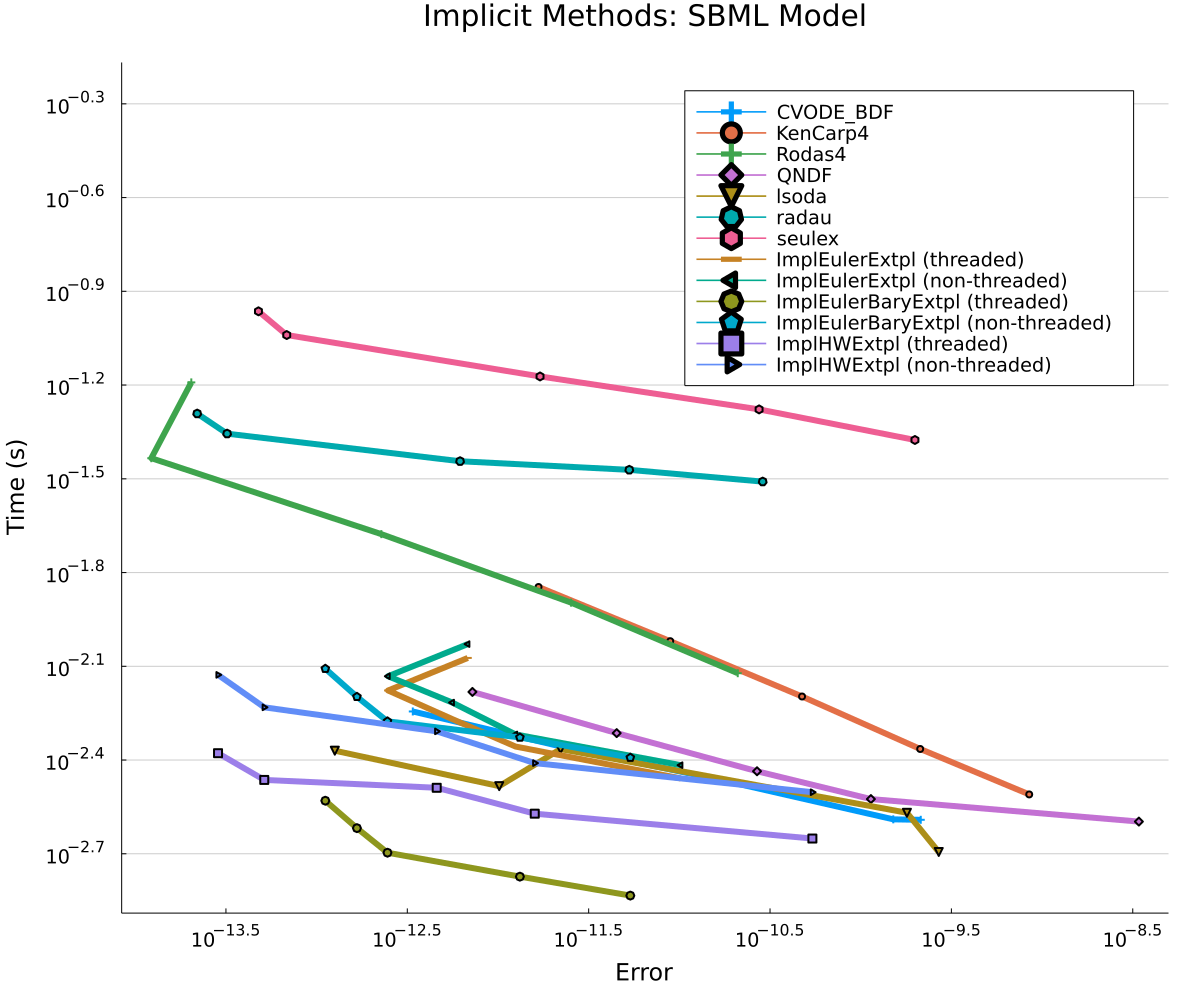 Implicit Methods: SBML Model
10^−0.3
10^−0.6
10^−0.9
10^−1.2
10^−1.5
10^−1.8
10^−2.1
10^−2.4
10^−2.7
Time (s)
CVODE_BDF
KenCarp4
Rodas4
QNDF
lsoda
radau
seulex
ImplEulerExtpl (threaded)
ImplEulerExtpl (non-threaded)
ImplEulerBaryExtpl (threaded)
ImplEulerBaryExtpl (non-threaded)
ImplHWExtpl (threaded)
ImplHWExtpl (non-threaded)
10^−13.5 10^−12.5 10^−11.5 10^−10.5 10^−9.5 10^−8.5
Error